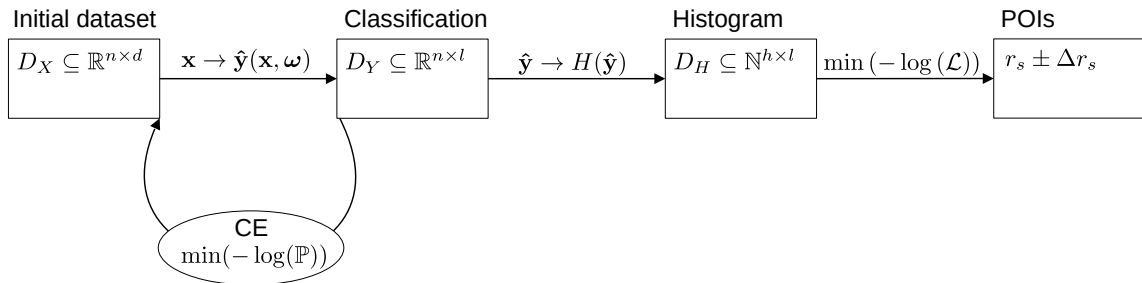 Initial dataset
Classification
Histogram
POIs
D_X ⊆ ℝ^{n×d}
x → ŷ(x, ω)
D_Y ⊆ ℝ^{n×l}
ŷ → H(ŷ)
D_H ⊆ ℕ^{h×l}
min (− log (ℒ))
r_s ± Δr_s
CE
min(− log(ℙ))